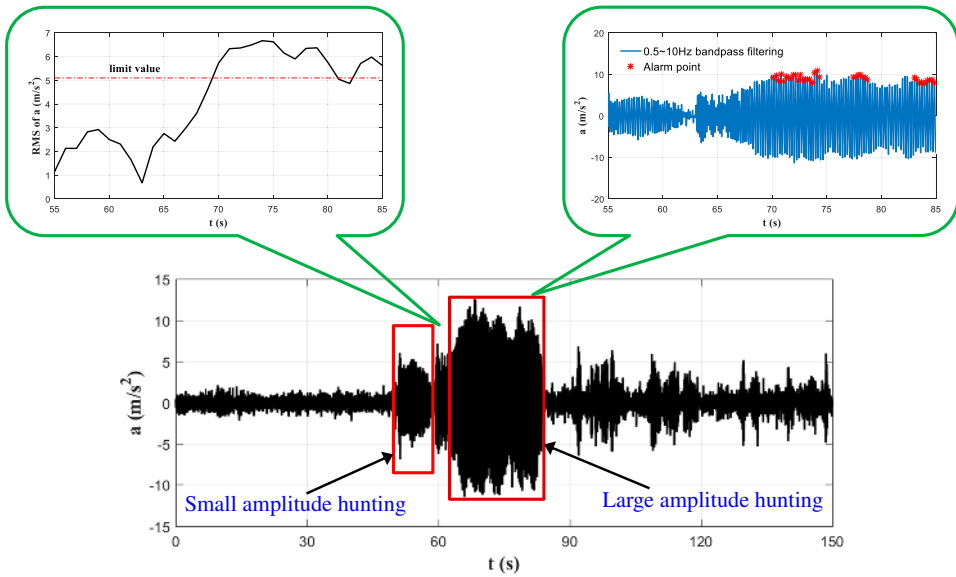 7
6
5
4
3
2
1
0
RMS of a (m/s²)
limit value
55 60 65 70 75 80 85
t (s)
20
10
0
-10
-20
a (m/s²)
0.5~10Hz bandpass filtering
Alarm point
55 60 65 70 75 80 85
t (s)
15
10
5
0
-5
-10
-15
a (m/s²)
Small amplitude hunting
Large amplitude hunting
0 30 60 90 120 150
t (s)